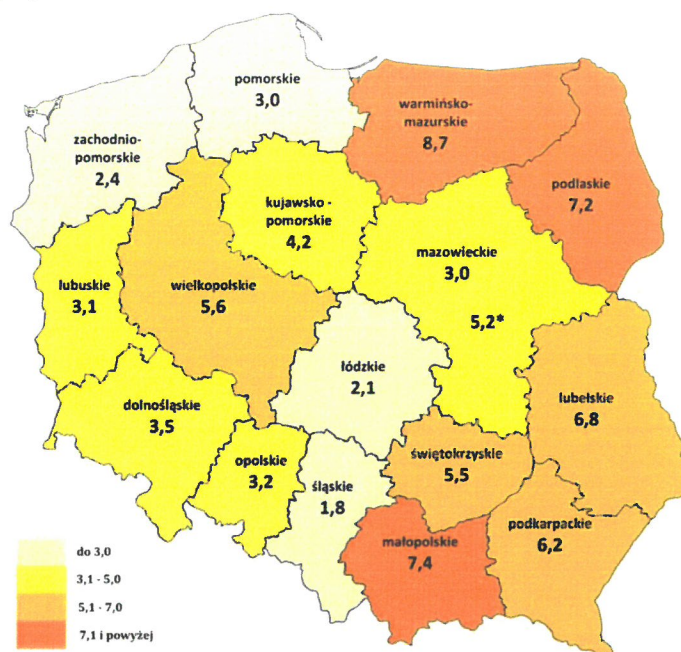 pomorskie
3,0
warmińsko-
mazurskie
8,7
zachodnio-
pomorskie
2,4
podlaskie
7,2
kujawsko -
pomorskie
4,2
mazowieckie
3,0
5,2*
lubuskie
3,1
wielkopolskie
5,6
łódzkie
2,1
lubelskie
6,8
dolnośląskie
3,5
opolskie
3,2
śląskie
1,8
świętokrzyskie
5,5
podkarpackie
6,2
małopolskie
7,4
do 3,0
3,1 - 5,0
5,1 - 7,0
7,1 i powyżej